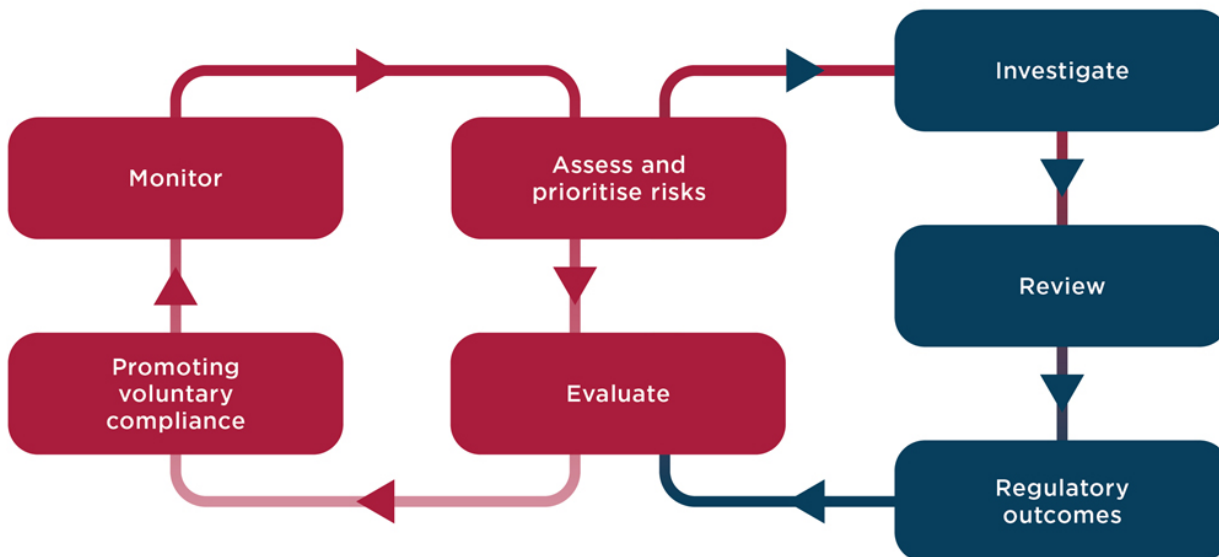 Monitor
Assess and
prioritise risks
Investigate
Review
Promoting
voluntary
compliance
Evaluate
Regulatory
outcomes